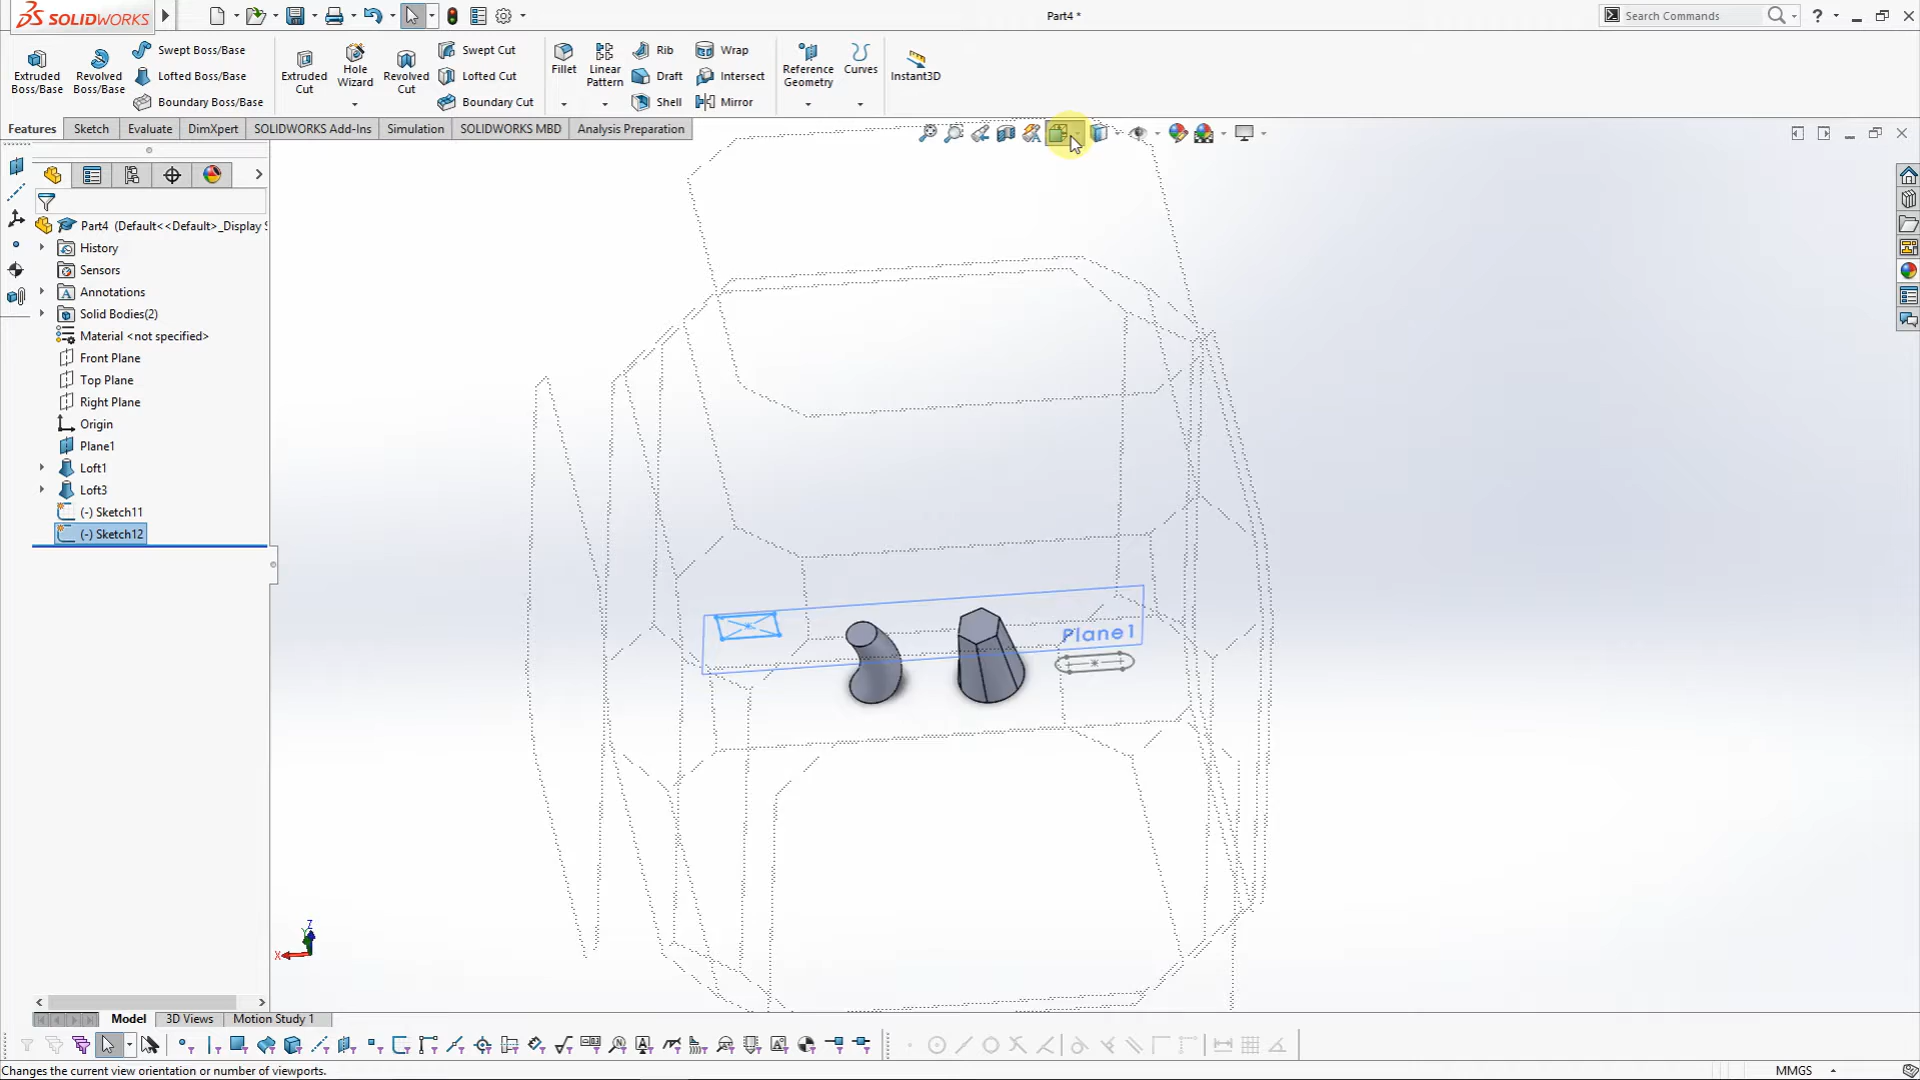 SOLIDWORKS
Part4 *
Search Commands
?
Extruded Boss/Base
Revolved Boss/Base
Swept Boss/Base
Lofted Boss/Base
Boundary Boss/Base
Extruded Cut
Hole Wizard
Revolved Cut
Swept Cut
Lofted Cut
Boundary Cut
Fillet
Linear Pattern
Rib
Draft
Shell
Wrap
Intersect
Mirror
Reference Geometry
Curves
Instant3D
Features
Sketch
Evaluate
DimXpert
SOLIDWORKS Add-Ins
Simulation
SOLIDWORKS MBD
Analysis Preparation
Part4 (Default<<Default>_Display S
History
Sensors
Annotations
Solid Bodies(2)
Material <not specified>
Front Plane
Top Plane
Right Plane
Origin
Plane1
Loft1
Loft3
(-) Sketch11
(-) Sketch12
Plane1
Z
Y
X
Model
3D Views
Motion Study 1
Changes the current view orientation or number of viewports.
MMGS